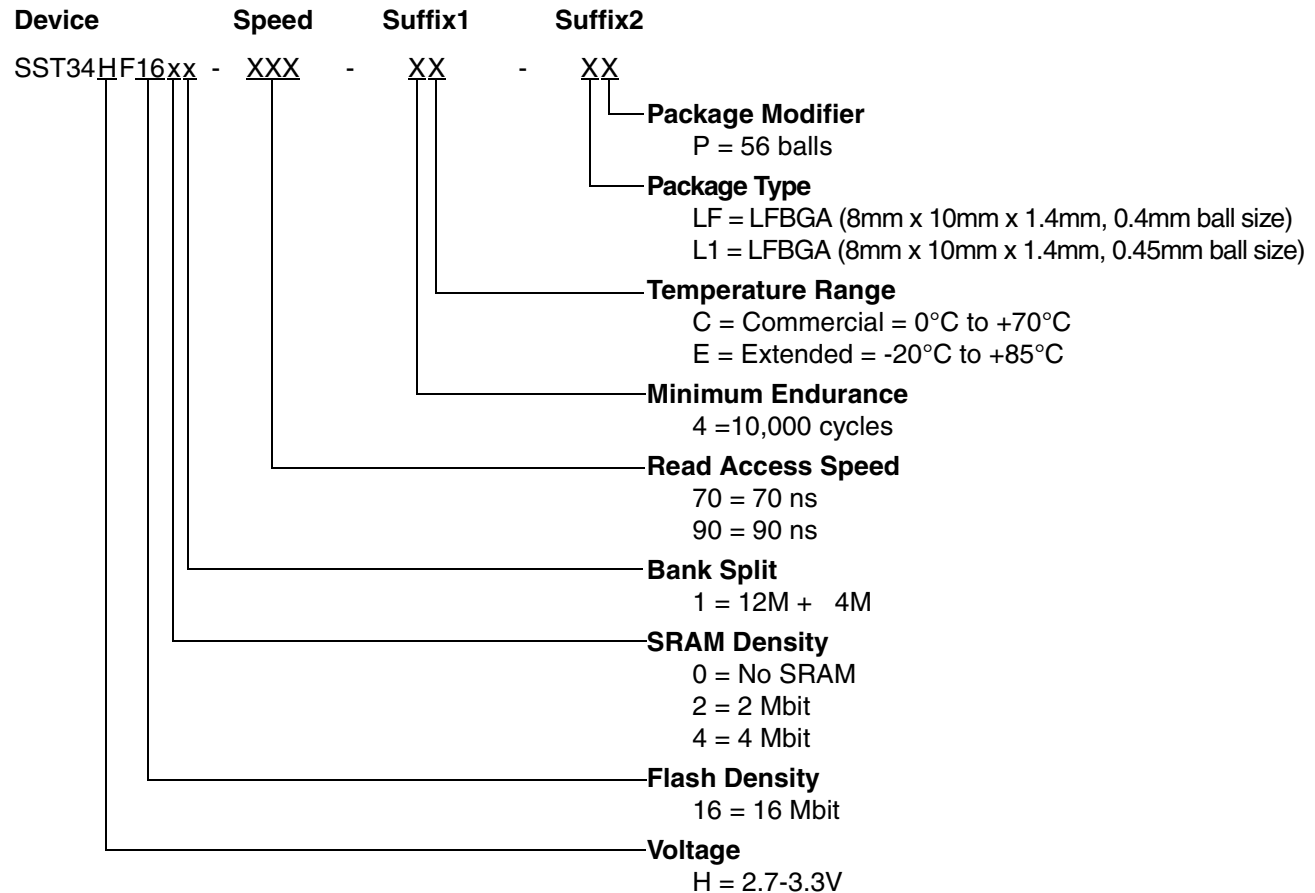 Device Speed Suffix1 Suffix2
SST34HF16xx - XXX - XX - XX
Package Modifier
P = 56 balls
Package Type
LF = LFBGA (8mm x 10mm x 1.4mm, 0.4mm ball size)
L1 = LFBGA (8mm x 10mm x 1.4mm, 0.45mm ball size)
Temperature Range
C = Commercial = 0°C to +70°C
E = Extended = -20°C to +85°C
Minimum Endurance
4 =10,000 cycles
Read Access Speed
70 = 70 ns
90 = 90 ns
Bank Split
1 = 12M + 4M
SRAM Density
0 = No SRAM
2 = 2 Mbit
4 = 4 Mbit
Flash Density
16 = 16 Mbit
Voltage
H = 2.7-3.3V